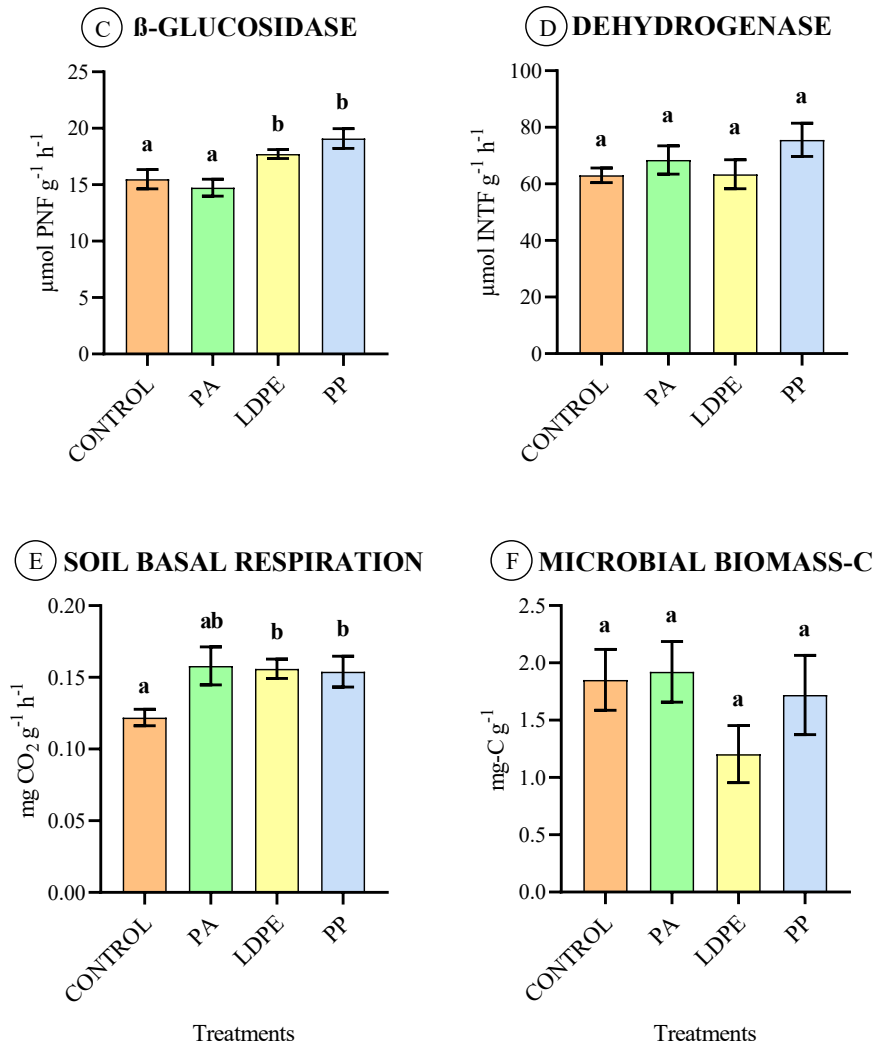 C ß-GLUCOSIDASE
µmol PNF g⁻¹ h⁻¹
25
20
15
10
5
0
a
a
b
b
CONTROL
PA
LDPE
PP
D DEHYDROGENASE
µmol INTF g⁻¹ h⁻¹
100
80
60
40
20
0
a
a
a
a
CONTROL
PA
LDPE
PP
E SOIL BASAL RESPIRATION
mg CO₂ g⁻¹ h⁻¹
0.20
0.15
0.10
0.05
0.00
a
ab
b
b
CONTROL
PA
LDPE
PP
Treatments
F MICROBIAL BIOMASS-C
mg-C g⁻¹
2.5
2.0
1.5
1.0
0.5
0.0
a
a
a
a
CONTROL
PA
LDPE
PP
Treatments